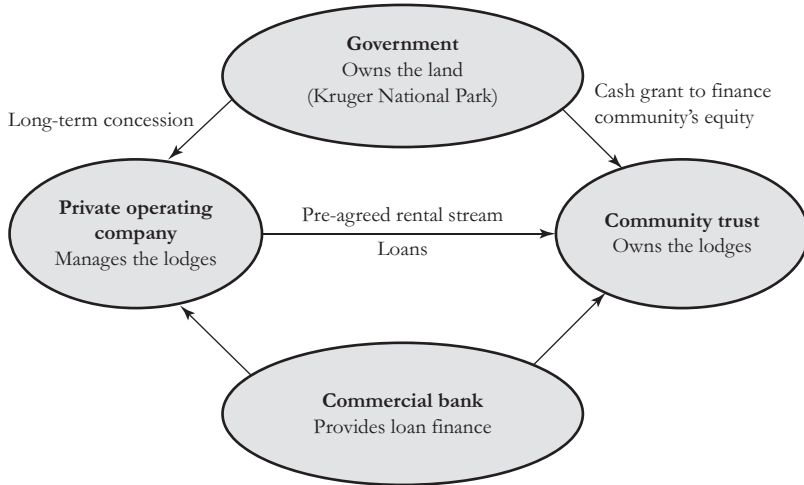 Government
Owns the land
(Kruger National Park)
Cash grant to finance
community’s equity
Long-term concession
Private operating
company
Manages the lodges
Pre-agreed rental stream
Loans
Community trust
Owns the lodges
Commercial bank
Provides loan finance